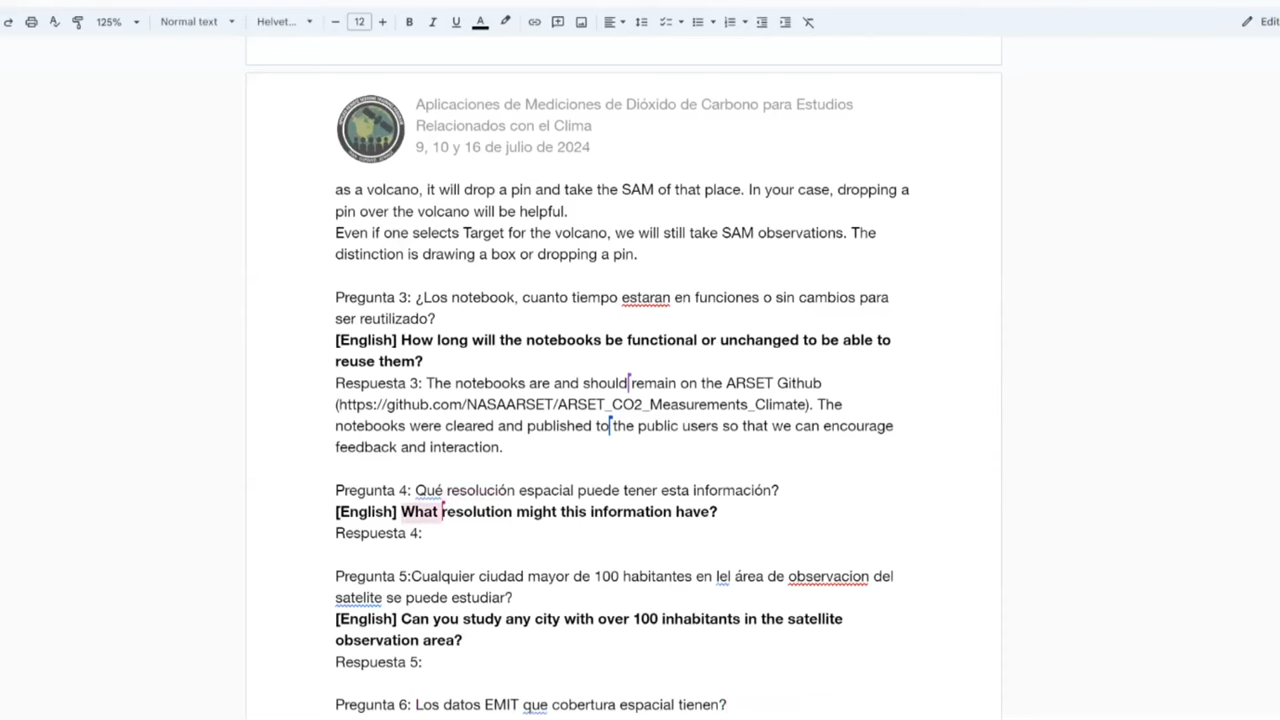 125% Normal text Helvet... 12 B I U A Edit
Aplicaciones de Mediciones de Dióxido de Carbono para Estudios
Relacionados con el Clima
9, 10 y 16 de julio de 2024
as a volcano, it will drop a pin and take the SAM of that place. In your case, dropping a
pin over the volcano will be helpful.
Even if one selects Target for the volcano, we will still take SAM observations. The
distinction is drawing a box or dropping a pin.
Pregunta 3: ¿Los notebook, cuanto tiempo estaran en funciones o sin cambios para
ser reutilizado?
[English] How long will the notebooks be functional or unchanged to be able to
reuse them?
Respuesta 3: The notebooks are and should remain on the ARSET Github
(https://github.com/NASAARSET/ARSET_CO2_Measurements_Climate). The
notebooks were cleared and published to the public users so that we can encourage
feedback and interaction.
Pregunta 4: Qué resolución espacial puede tener esta información?
[English] What resolution might this information have?
Respuesta 4:
Pregunta 5:Cualquier ciudad mayor de 100 habitantes en lel área de observacion del
satelite se puede estudiar?
[English] Can you study any city with over 100 inhabitants in the satellite
observation area?
Respuesta 5:
Pregunta 6: Los datos EMIT que cobertura espacial tienen?